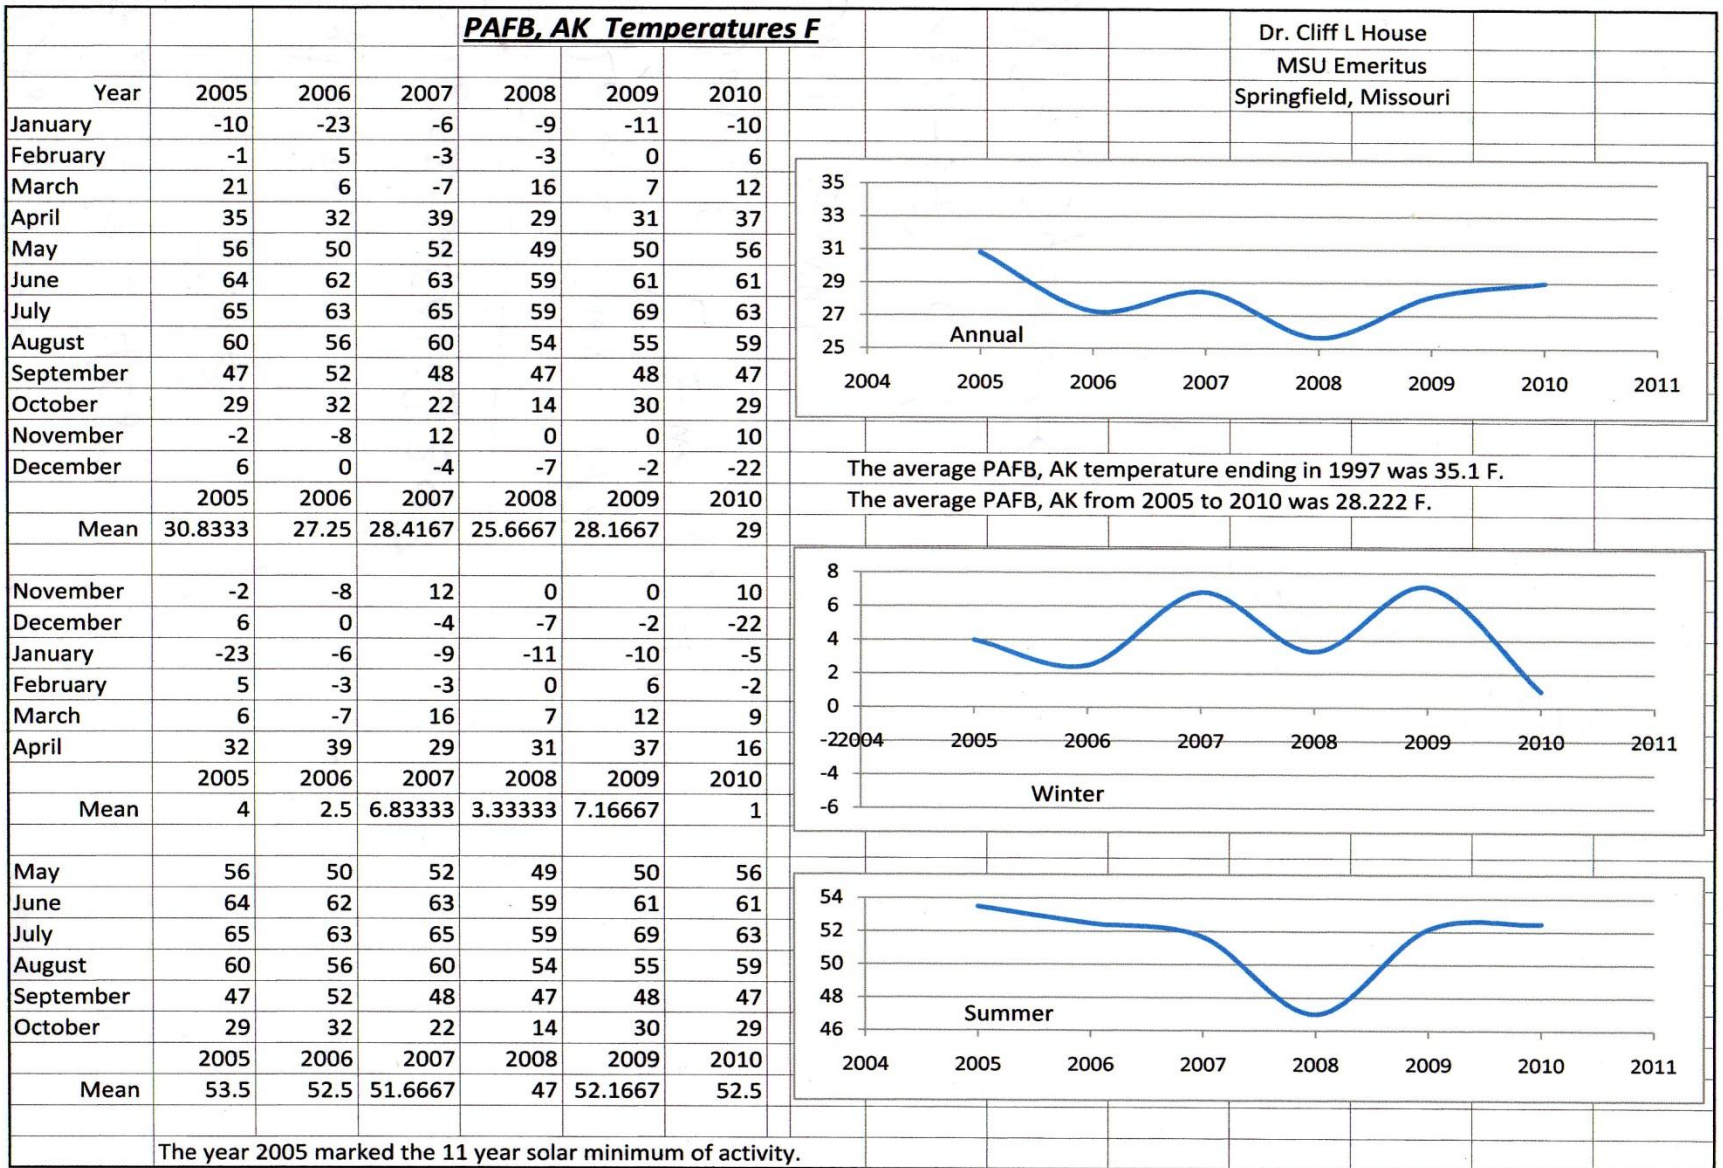 PAFB, AK Temperatures F
Dr. Cliff L House
MSU Emeritus
Springfield, Missouri
Year 2005 2006 2007 2008 2009 2010
January -10 -23 -6 -9 -11 -10
February -1 5 -3 -3 0 6
March 21 6 -7 16 7 12
April 35 32 39 29 31 37
May 56 50 52 49 50 56
June 64 62 63 59 61 61
July 65 63 65 59 69 63
August 60 56 60 54 55 59
September 47 52 48 47 48 47
October 29 32 22 14 30 29
November -2 -8 12 0 0 10
December 6 0 -4 -7 -2 -22
2005 2006 2007 2008 2009 2010
Mean 30.8333 27.25 28.4167 25.6667 28.1667 29
November -2 -8 12 0 0 10
December 6 0 -4 -7 -2 -22
January -23 -6 -9 -11 -10 -5
February 5 -3 -3 0 6 -2
March 6 -7 16 7 12 9
April 32 39 29 31 37 16
2005 2006 2007 2008 2009 2010
Mean 4 2.5 6.83333 3.33333 7.16667 1
May 56 50 52 49 50 56
June 64 62 63 59 61 61
July 65 63 65 59 69 63
August 60 56 60 54 55 59
September 47 52 48 47 48 47
October 29 32 22 14 30 29
2005 2006 2007 2008 2009 2010
Mean 53.5 52.5 51.6667 47 52.1667 52.5
The year 2005 marked the 11 year solar minimum of activity.
35
33
31
29
27
25
Annual
2004 2005 2006 2007 2008 2009 2010 2011
The average PAFB, AK temperature ending in 1997 was 35.1 F.
The average PAFB, AK from 2005 to 2010 was 28.222 F.
8
6
4
2
0
-2
2004 2005 2006 2007 2008 2009 2010 2011
-4
-6
Winter
54
52
50
48
46
Summer
2004 2005 2006 2007 2008 2009 2010 2011